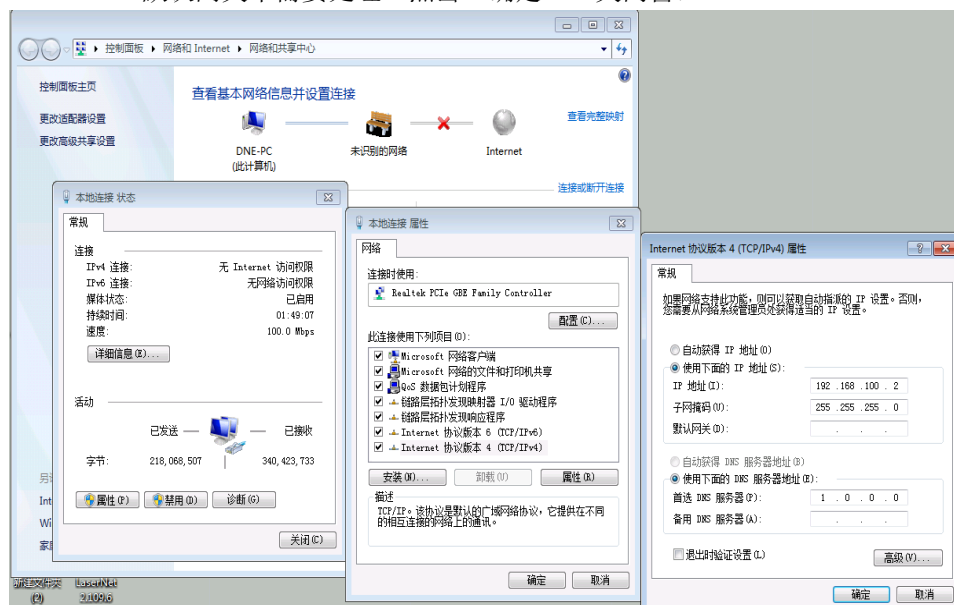 控制面板 ▸ 网络和 Internet ▸ 网络和共享中心
控制面板主页
更改适配器设置
更改高级共享设置
查看基本网络信息并设置连接
查看完整映射
DNE-PC
(此计算机)
未识别的网络
Internet
连接或断开连接
本地连接 状态
常规
连接
IPv4 连接: 无 Internet 访问权限
IPv6 连接: 无网络访问权限
媒体状态: 已启用
持续时间: 01:49:07
速度: 100.0 Mbps
详细信息(E)...
活动
已发送 — — 已接收
字节: 218,068,507 | 340,423,733
属性(P) 禁用(D) 诊断(G)
关闭(C)
另
Int
Wi
家
新建文件夹
(2)
LaserNet
2.109.6
本地连接 属性
网络
连接时使用:
Realtek PCIe GBE Family Controller
配置(C)...
此连接使用下列项目(O):
Microsoft 网络客户端
Microsoft 网络的文件和打印机共享
QoS 数据包计划程序
链路层拓扑发现映射器 I/O 驱动程序
链路层拓扑发现响应程序
Internet 协议版本 6 (TCP/IPv6)
Internet 协议版本 4 (TCP/IPv4)
安装(N)... 卸载(U) 属性(R)
描述
TCP/IP。该协议是默认的广域网络协议，它提供在不同
的相互连接的网络上的通讯。
确定 取消
Internet 协议版本 4 (TCP/IPv4) 属性
常规
如果网络支持此功能，则可以获取自动指派的 IP 设置。否则，
您需要从网络系统管理员处获得适当的 IP 设置。
自动获得 IP 地址(O)
使用下面的 IP 地址(S):
IP 地址(I): 192 .168 .100 . 2
子网掩码(U): 255 .255 .255 . 0
默认网关(D): . . .
自动获得 DNS 服务器地址(B)
使用下面的 DNS 服务器地址(E):
首选 DNS 服务器(P): 1 . 0 . 0 . 0
备用 DNS 服务器(A): . . .
退出时验证设置(L)
高级(V)...
确定 取消